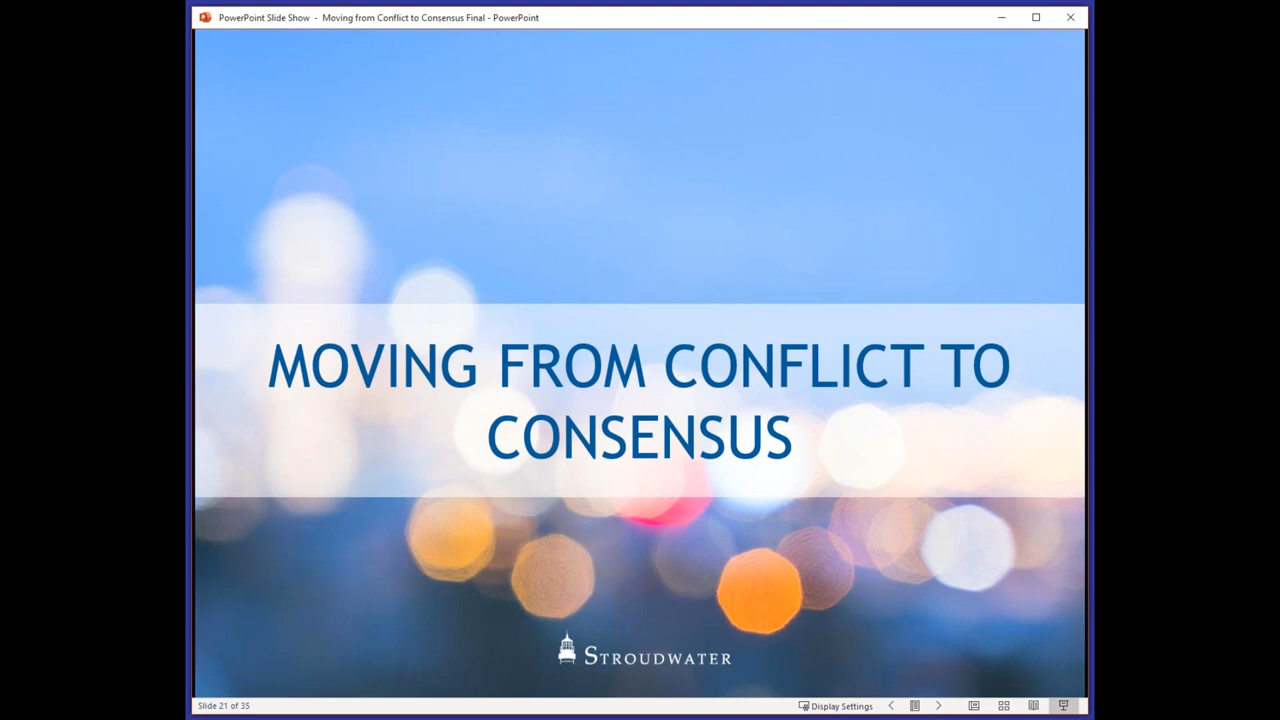 PowerPoint Slide Show - Moving from Conflict to Consensus Final - PowerPoint
MOVING FROM CONFLICT TO
CONSENSUS
STROUDWATER
Slide 21 of 35
Display Settings